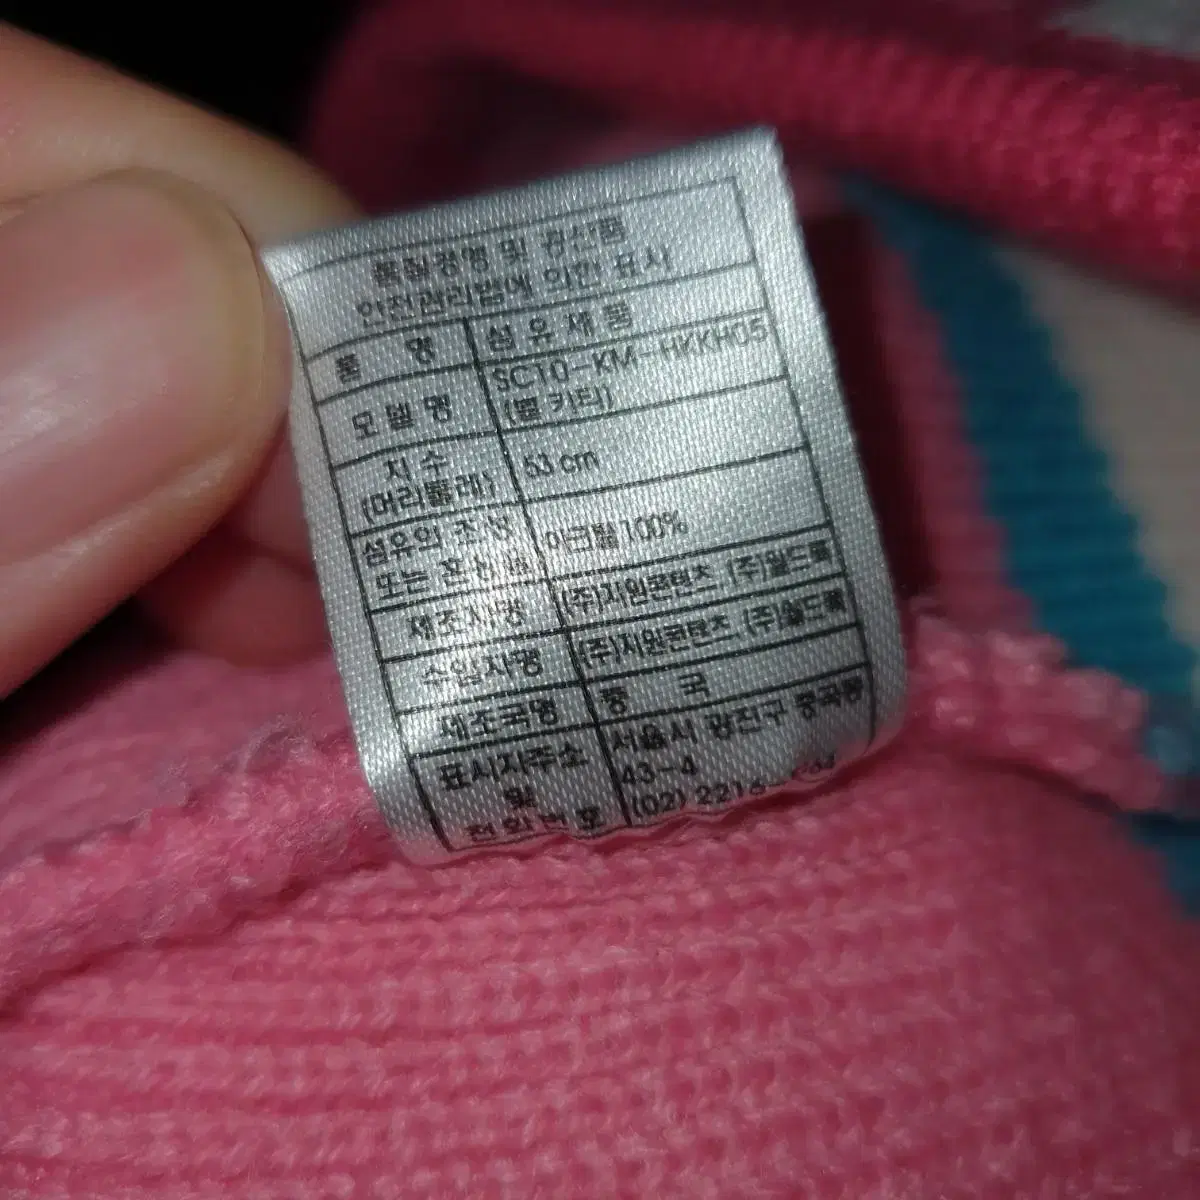 품질경영 및 공산품
안전관리법에 의한 표시
품 명 섬 유 제 품
모 델 명 SC10-KM-HKKH05
(별 키티)
치 수 53 cm
(머리둘레)
섬유의 조성 아크릴 100%
또는 혼용률
제조자명 (주)지원콘텐츠 (주)월드
수입자명 (주)지원콘텐츠 (주)월드
제조국명 중 국
표시자주소 서울시 광진구 중곡동
및 43-4
전화번호 (02) 2216